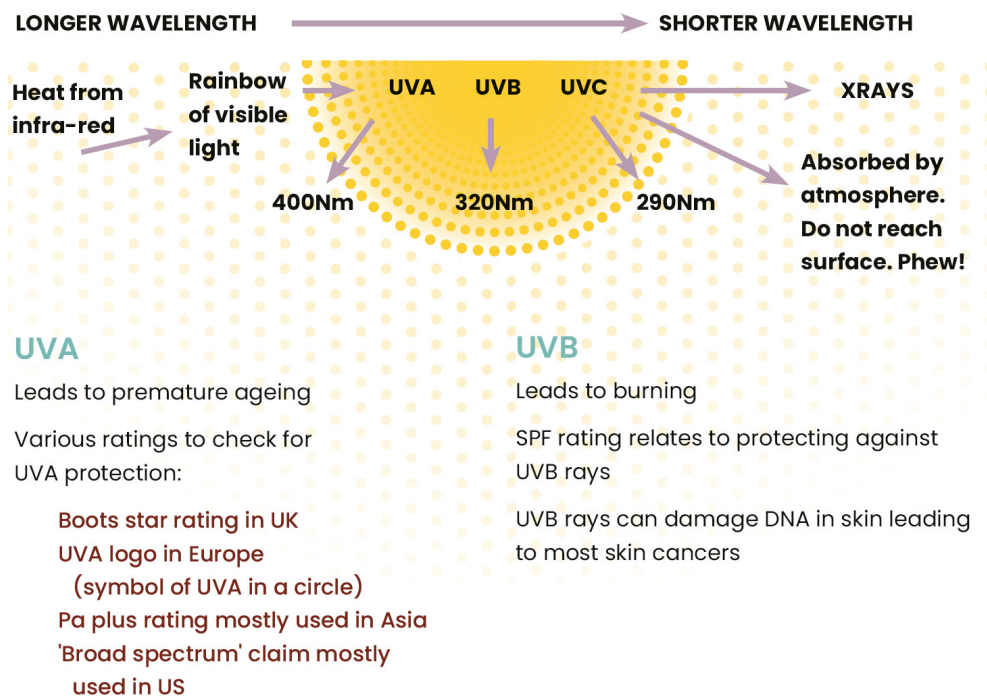 LONGER WAVELENGTH
SHORTER WAVELENGTH
Heat from
infra-red
Rainbow
of visible
light
UVA
UVB
UVC
XRAYS
400Nm
320Nm
290Nm
Absorbed by
atmosphere.
Do not reach
surface. Phew!
UVA
Leads to premature ageing
Various ratings to check for
UVA protection:
Boots star rating in UK
UVA logo in Europe
(symbol of UVA in a circle)
Pa plus rating mostly used in Asia
'Broad spectrum' claim mostly
used in US
UVB
Leads to burning
SPF rating relates to protecting against
UVB rays
UVB rays can damage DNA in skin leading
to most skin cancers